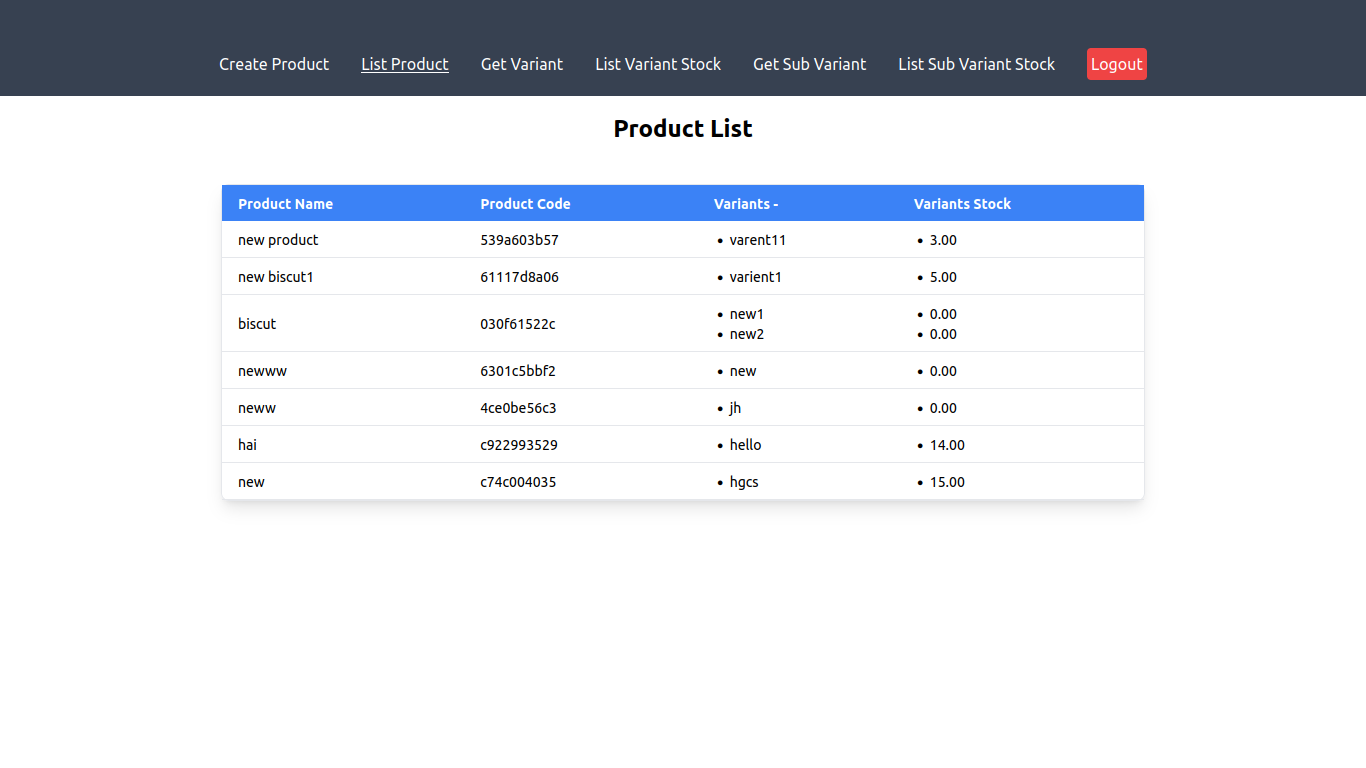 Create Product List Product Get Variant List Variant Stock Get Sub Variant List Sub Variant Stock Logout
Product List
Product Name Product Code Variants - Variants Stock
new product 539a603b57 • varent11 • 3.00
new biscut1 61117d8a06 • varient1 • 5.00
biscut 030f61522c • new1 • 0.00
• new2 • 0.00
newww 6301c5bbf2 • new • 0.00
neww 4ce0be56c3 • jh • 0.00
hai c922993529 • hello • 14.00
new c74c004035 • hgcs • 15.00